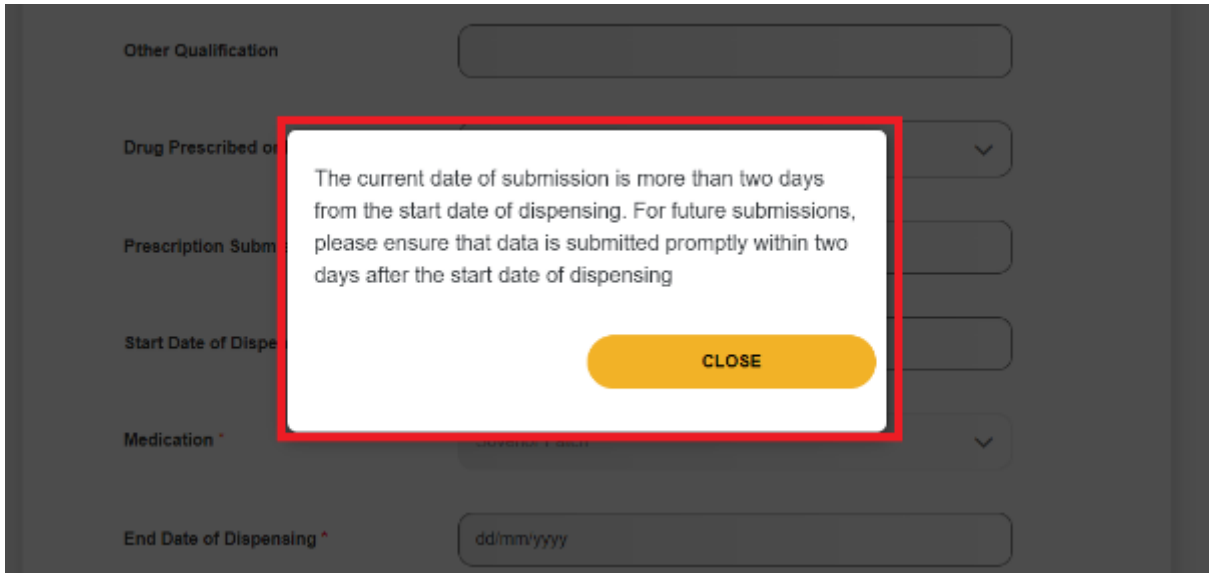 Other Qualification
Drug Prescribed or
The current date of submission is more than two days
from the start date of dispensing. For future submissions,
please ensure that data is submitted promptly within two
days after the start date of dispensing
Prescription Subm
Start Date of Dispe
CLOSE
Medication *
End Date of Dispensing *
dd/mm/yyyy